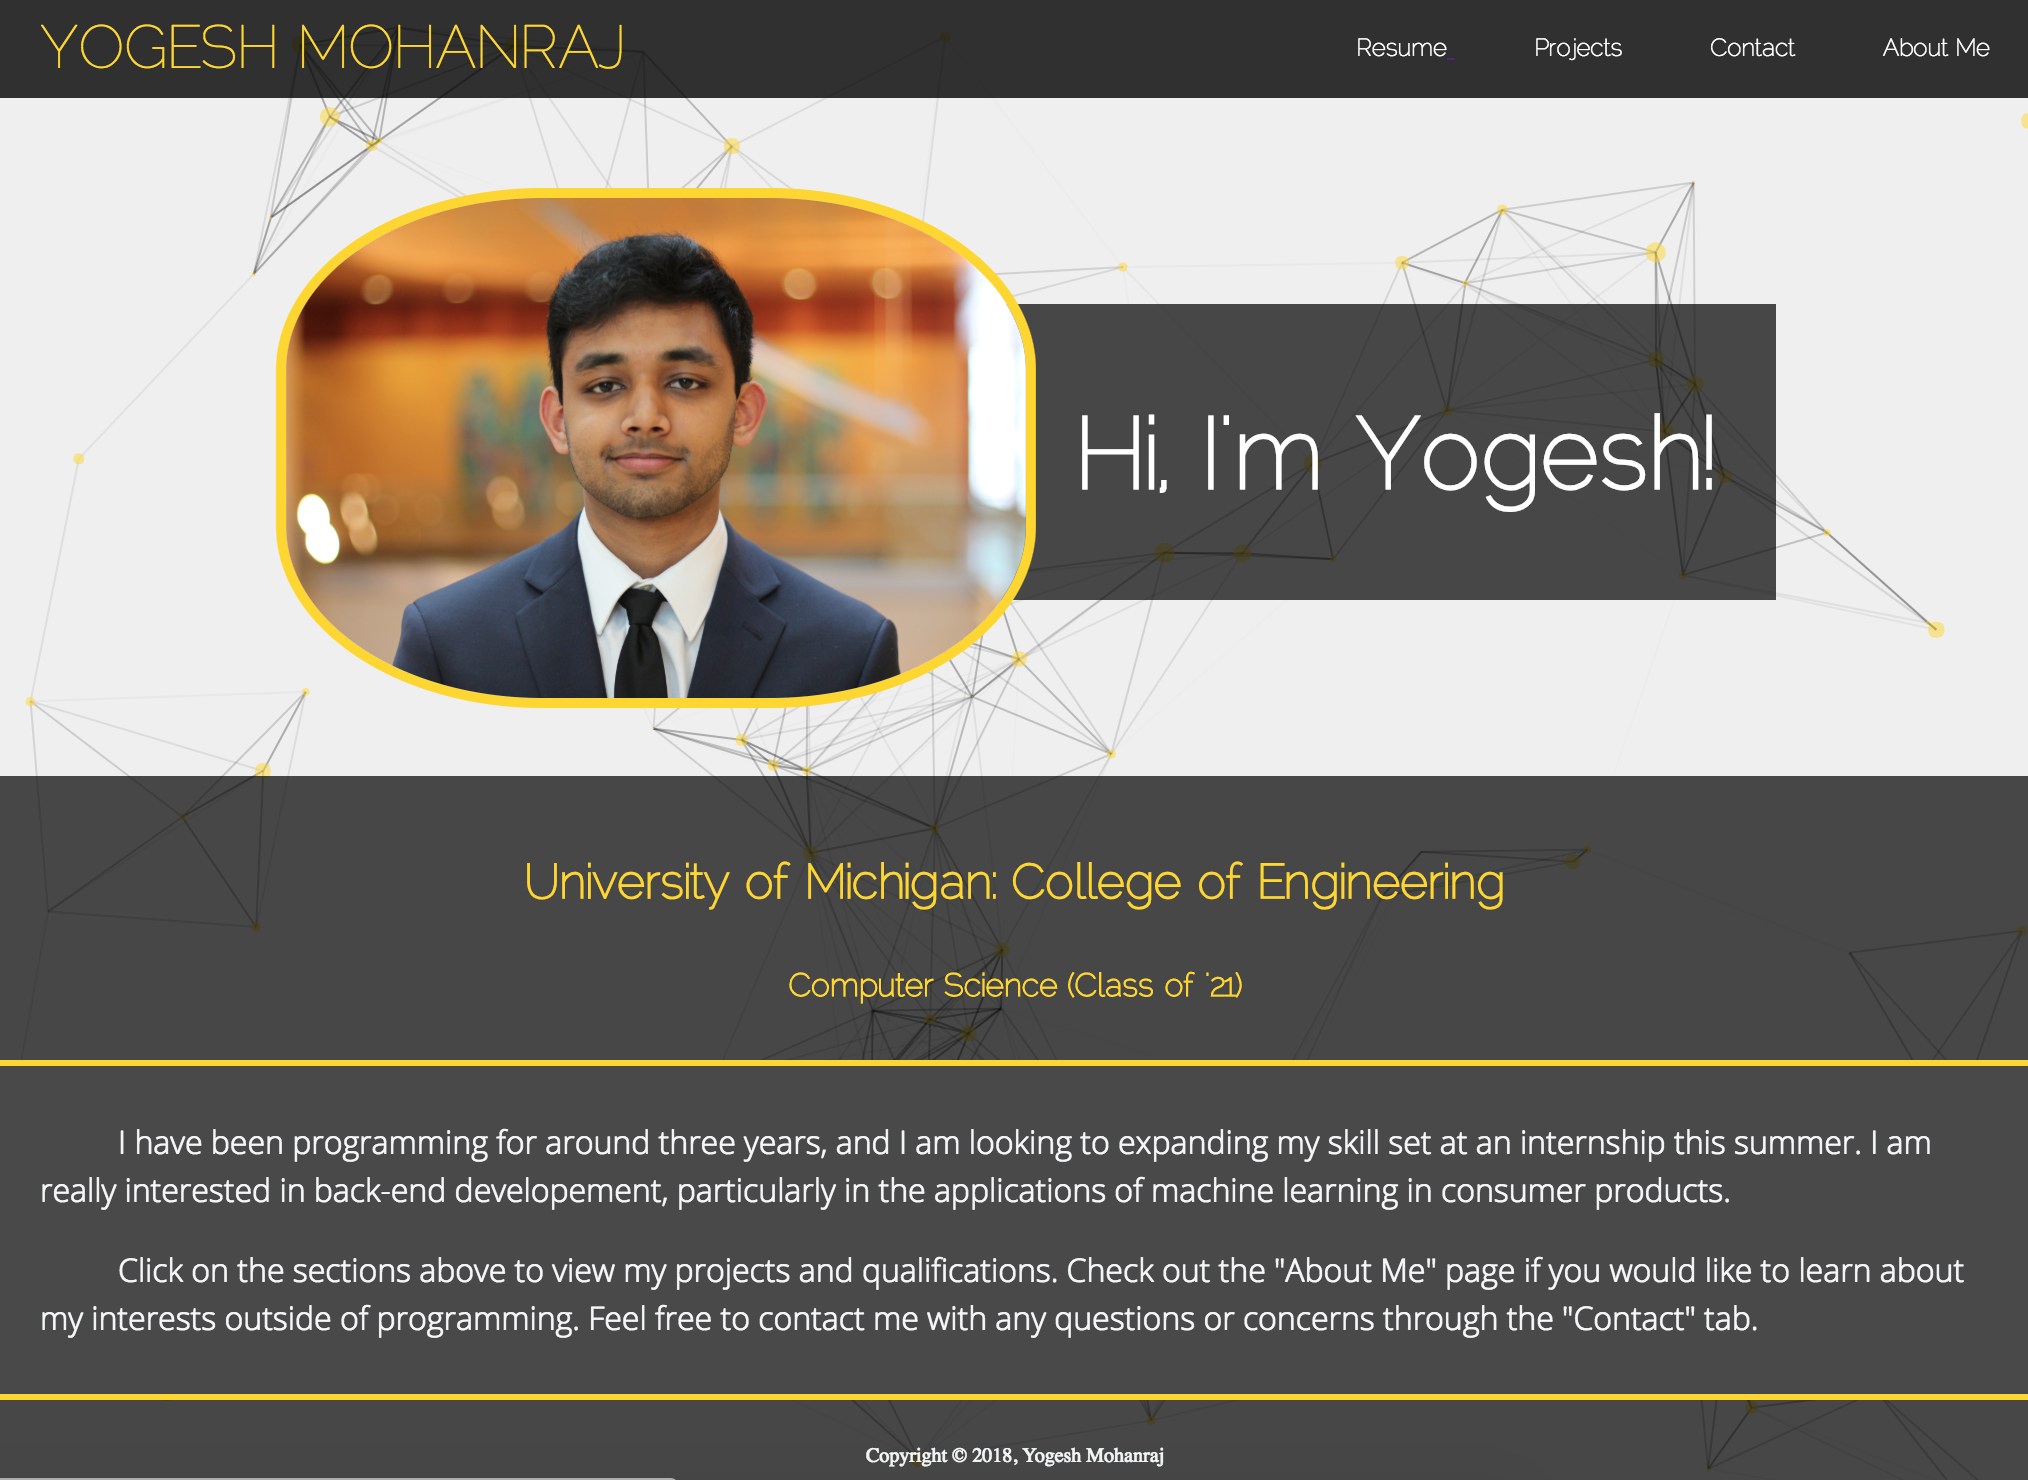 YOGESH MOHANRAJ
Resume Projects Contact About Me
Hi, I'm Yogesh!
University of Michigan: College of Engineering
Computer Science (Class of '21)
I have been programming for around three years, and I am looking to expanding my skill set at an internship this summer. I am
really interested in back-end developement, particularly in the applications of machine learning in consumer products.
Click on the sections above to view my projects and qualifications. Check out the "About Me" page if you would like to learn about
my interests outside of programming. Feel free to contact me with any questions or concerns through the "Contact" tab.
Copyright © 2018, Yogesh Mohanraj